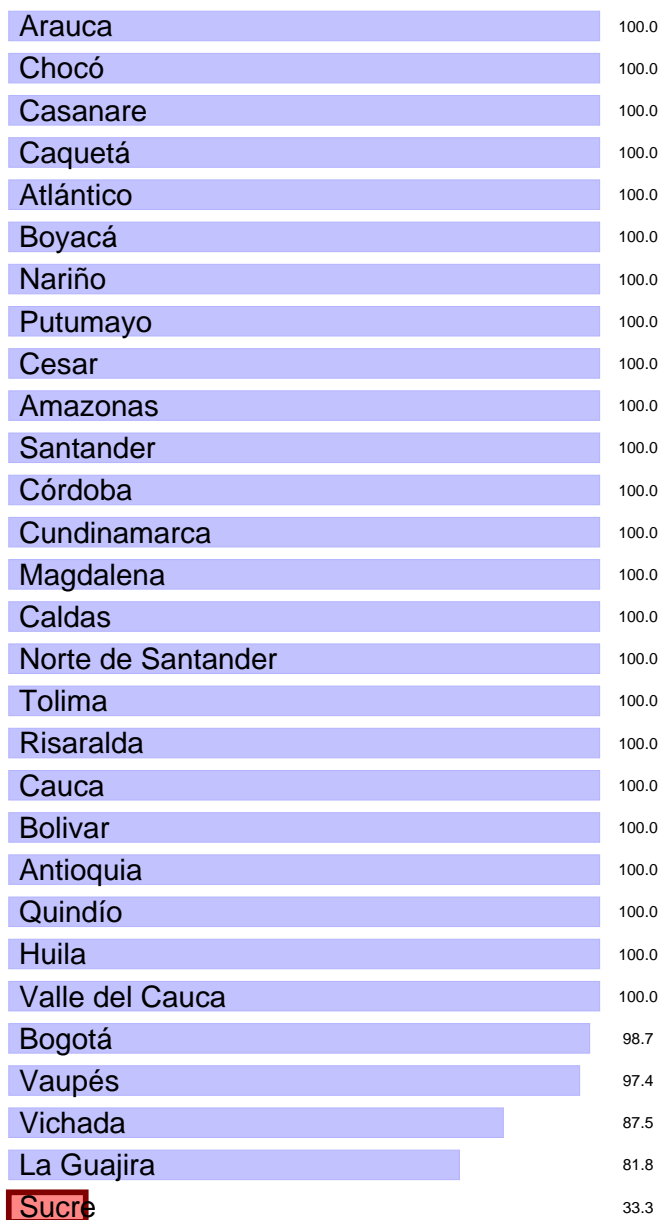 Arauca 100.0
Chocó 100.0
Casanare 100.0
Caquetá 100.0
Atlántico 100.0
Boyacá 100.0
Nariño 100.0
Putumayo 100.0
Cesar 100.0
Amazonas 100.0
Santander 100.0
Córdoba 100.0
Cundinamarca 100.0
Magdalena 100.0
Caldas 100.0
Norte de Santander 100.0
Tolima 100.0
Risaralda 100.0
Cauca 100.0
Bolivar 100.0
Antioquia 100.0
Quindío 100.0
Huila 100.0
Valle del Cauca 100.0
Bogotá 98.7
Vaupés 97.4
Vichada 87.5
La Guajira 81.8
Sucre 33.3